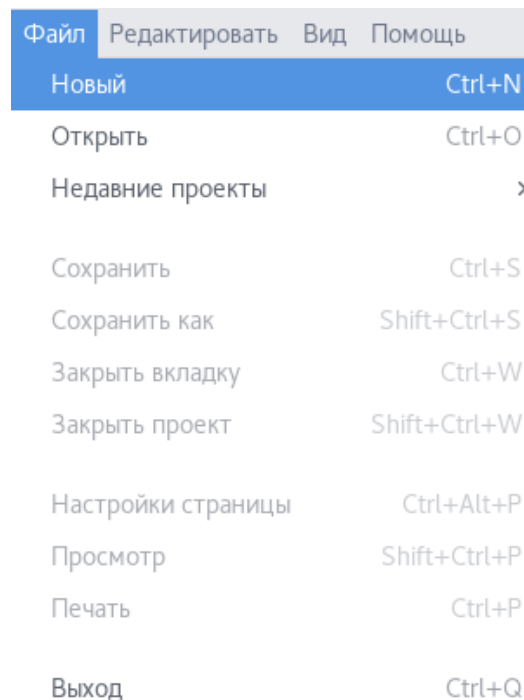 Файл Редактировать Вид Помощь
Новый Ctrl+N
Открыть Ctrl+O
Недавние проекты
Сохранить Ctrl+S
Сохранить как Shift+Ctrl+S
Закрыть вкладку Ctrl+W
Закрыть проект Shift+Ctrl+W
Настройки страницы Ctrl+Alt+P
Просмотр Shift+Ctrl+P
Печать Ctrl+P
Выход Ctrl+Q